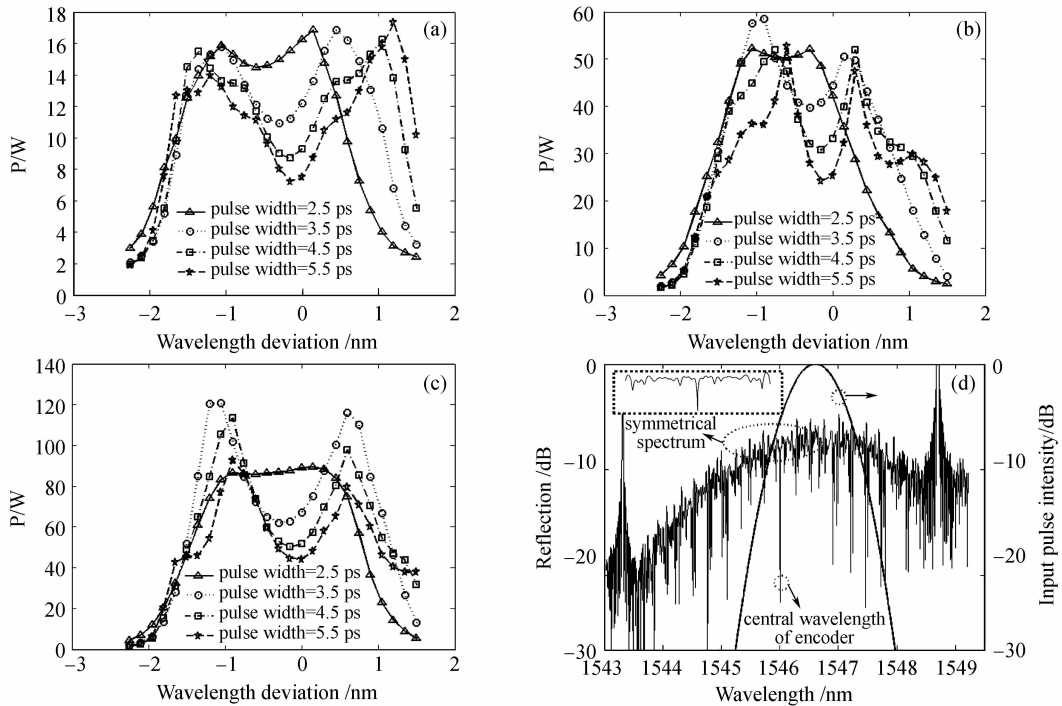 18
16
14
12
10
8
6
4
2
0
P/W
(a)
pulse width=2.5 ps
pulse width=3.5 ps
pulse width=4.5 ps
pulse width=5.5 ps
−3 −2 −1 0 1 2
Wavelength deviation /nm
60
50
40
30
20
10
0
P/W
(b)
pulse width=2.5 ps
pulse width=3.5 ps
pulse width=4.5 ps
pulse width=5.5 ps
−3 −2 −1 0 1 2
Wavelength deviation /nm
140
120
100
80
60
40
20
0
P/W
(c)
pulse width=2.5 ps
pulse width=3.5 ps
pulse width=4.5 ps
pulse width=5.5 ps
−3 −2 −1 0 1 2
Wavelength deviation /nm
0
−10
−20
−30
Reflection /dB
(d)
symmetrical
spectrum
central wavelength
of encoder
0
−10
−20
−30
Input pulse intensity/dB
1543 1544 1545 1546 1547 1548 1549
Wavelength /nm